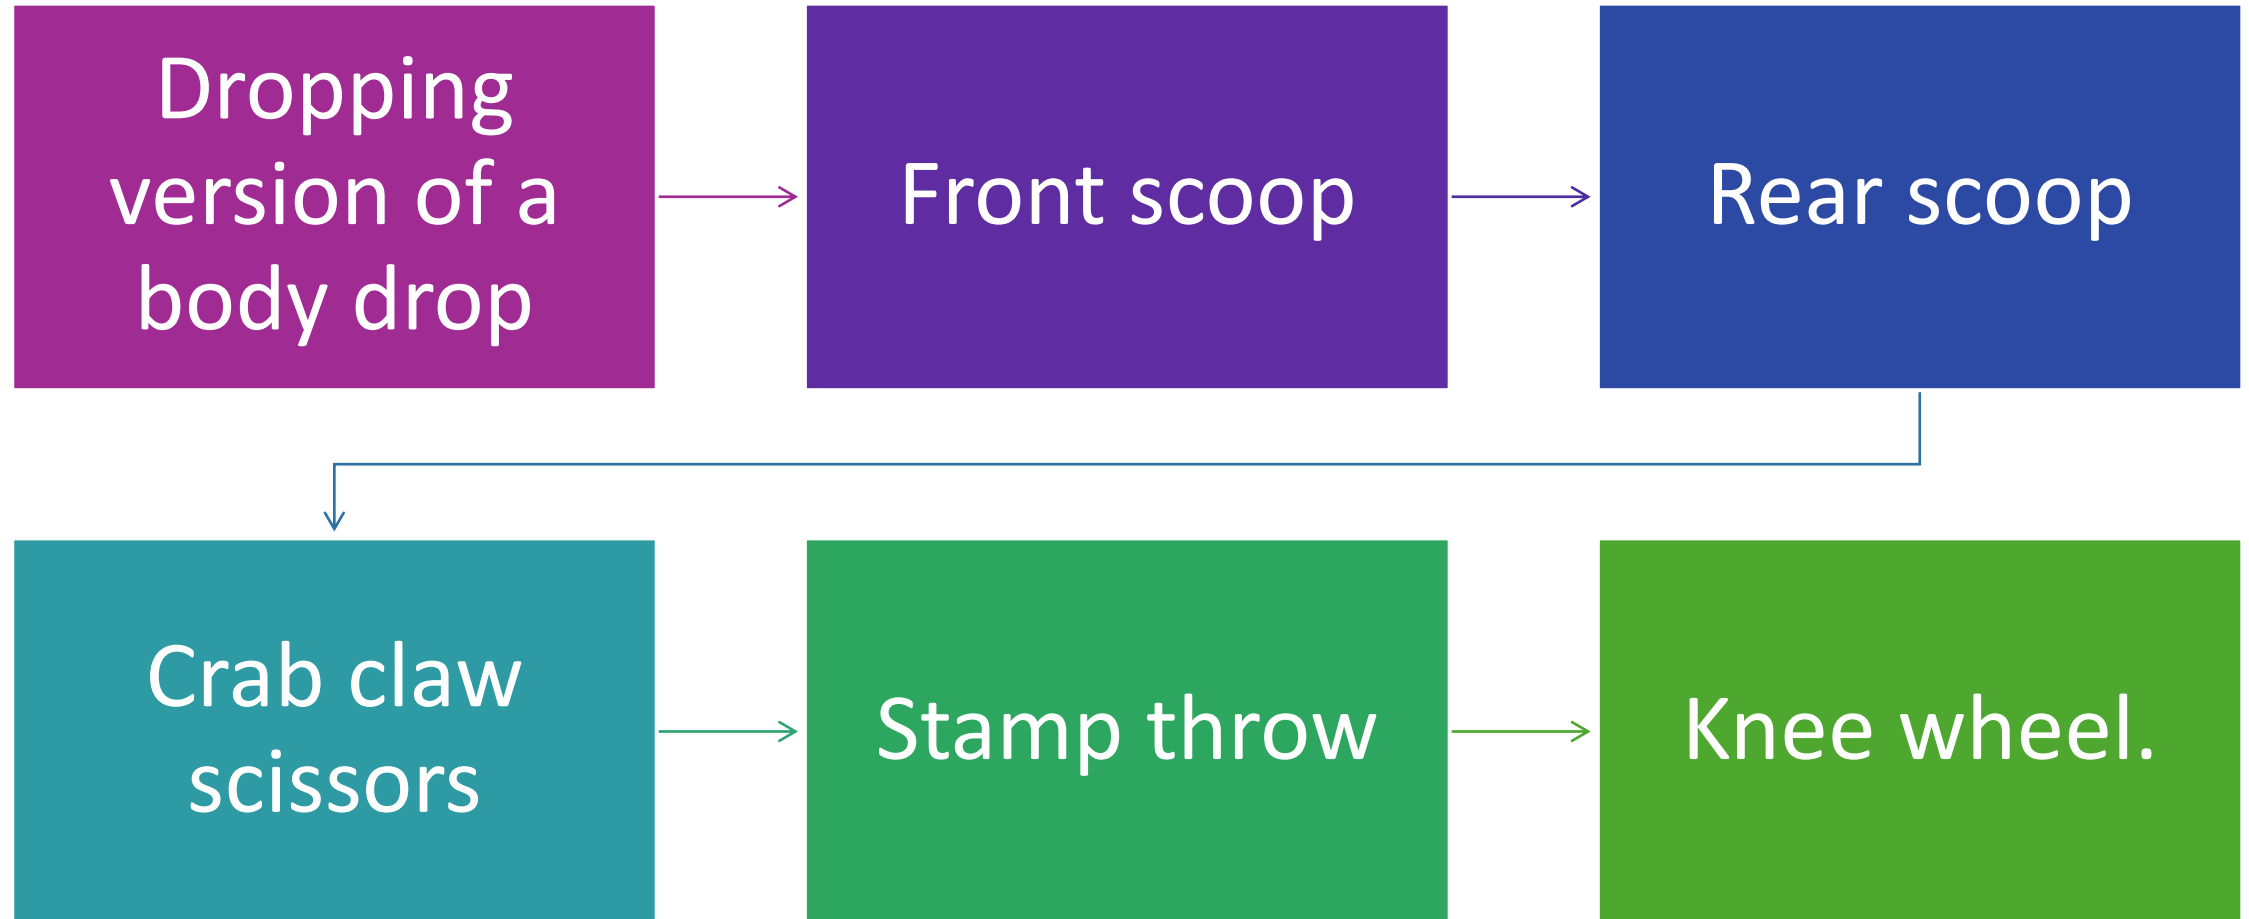 Dropping
version of a
body drop
Front scoop
Rear scoop
Crab claw
scissors
Stamp throw
Knee wheel.